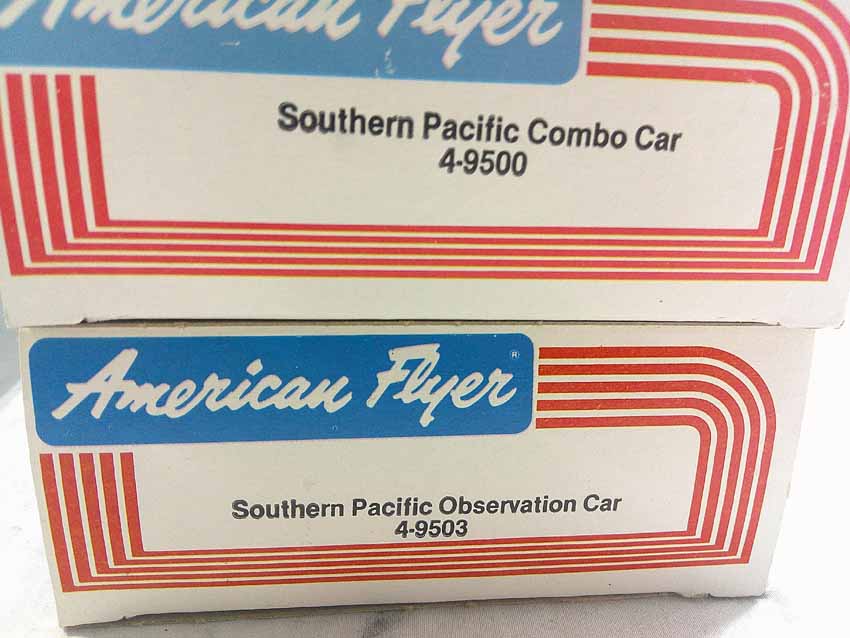 American Flyer
Southern Pacific Combo Car
4-9500
American Flyer®
Southern Pacific Observation Car
4-9503